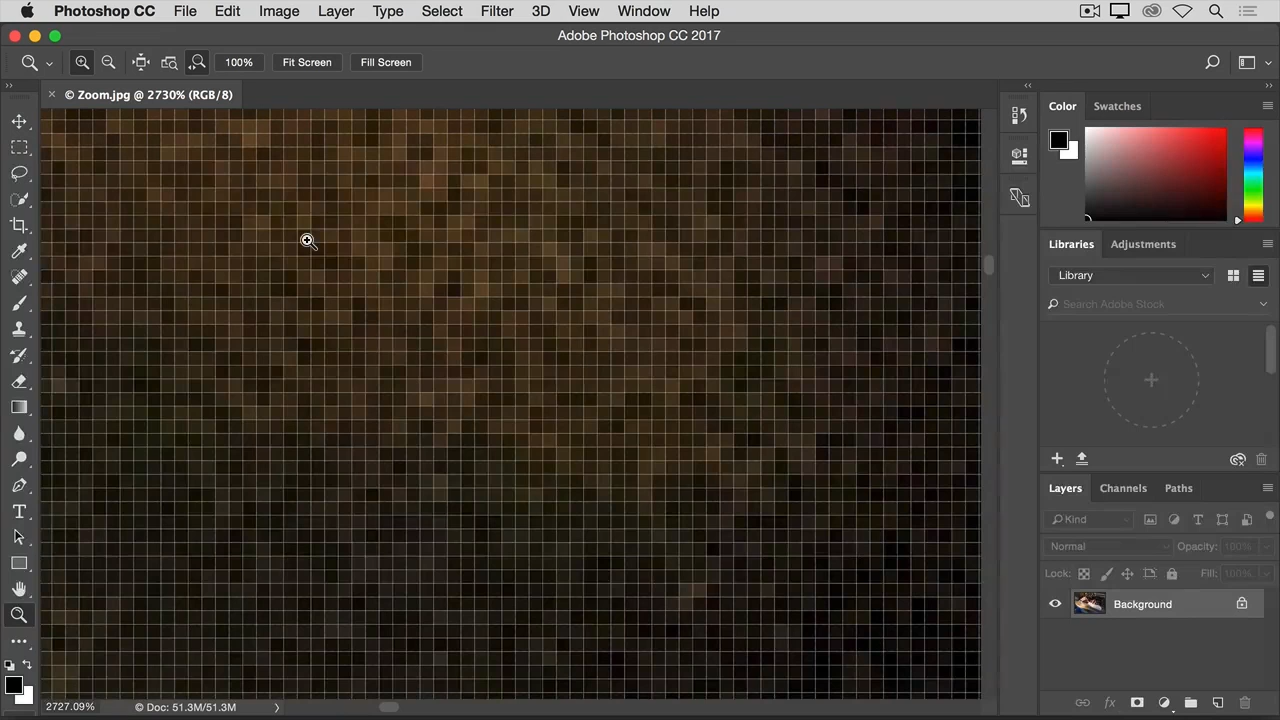 Photoshop CC File Edit Image Layer Type Select Filter 3D View Window Help
Adobe Photoshop CC 2017
100% Fit Screen Fill Screen
× © Zoom.jpg @ 2730% (RGB/8)
Color Swatches
Libraries Adjustments
Library
Search Adobe Stock
Layers Channels Paths
Kind
Normal Opacity: 100%
Lock: Fill: 100%
Background
2727.09% © Doc: 51.3M/51.3M